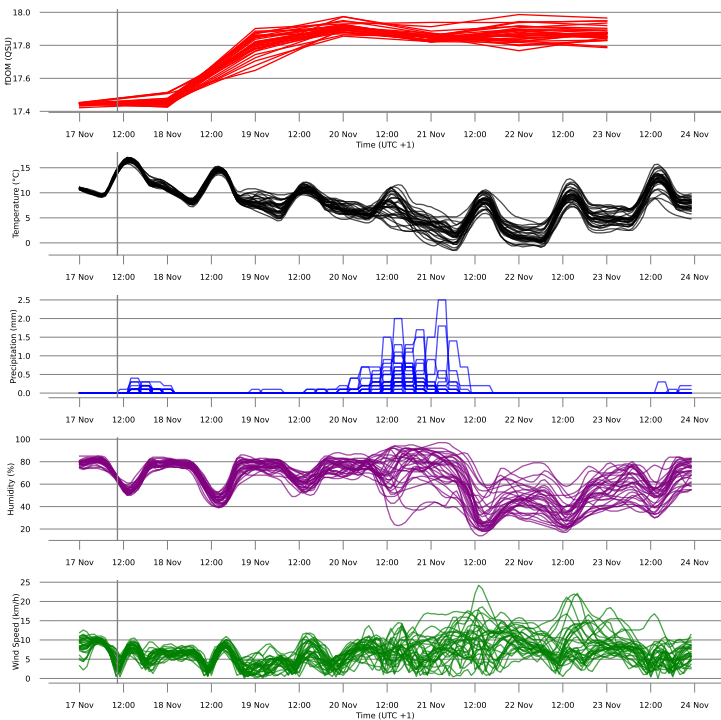 18.0
17.8
17.6
17.4
fDOM (QSU)
17 Nov 12:00 18 Nov 12:00 19 Nov 12:00 20 Nov 12:00 21 Nov 12:00 22 Nov 12:00 23 Nov 12:00 24 Nov
Time (UTC +1)
15
10
5
0
Temperature (°C)
17 Nov 12:00 18 Nov 12:00 19 Nov 12:00 20 Nov 12:00 21 Nov 12:00 22 Nov 12:00 23 Nov 12:00 24 Nov
2.5
2.0
1.5
1.0
0.5
0.0
Precipitation (mm)
17 Nov 12:00 18 Nov 12:00 19 Nov 12:00 20 Nov 12:00 21 Nov 12:00 22 Nov 12:00 23 Nov 12:00 24 Nov
100
80
60
40
20
Humidity (%)
17 Nov 12:00 18 Nov 12:00 19 Nov 12:00 20 Nov 12:00 21 Nov 12:00 22 Nov 12:00 23 Nov 12:00 24 Nov
25
20
15
10
5
0
Wind Speed (km/h)
17 Nov 12:00 18 Nov 12:00 19 Nov 12:00 20 Nov 12:00 21 Nov 12:00 22 Nov 12:00 23 Nov 12:00 24 Nov
Time (UTC +1)